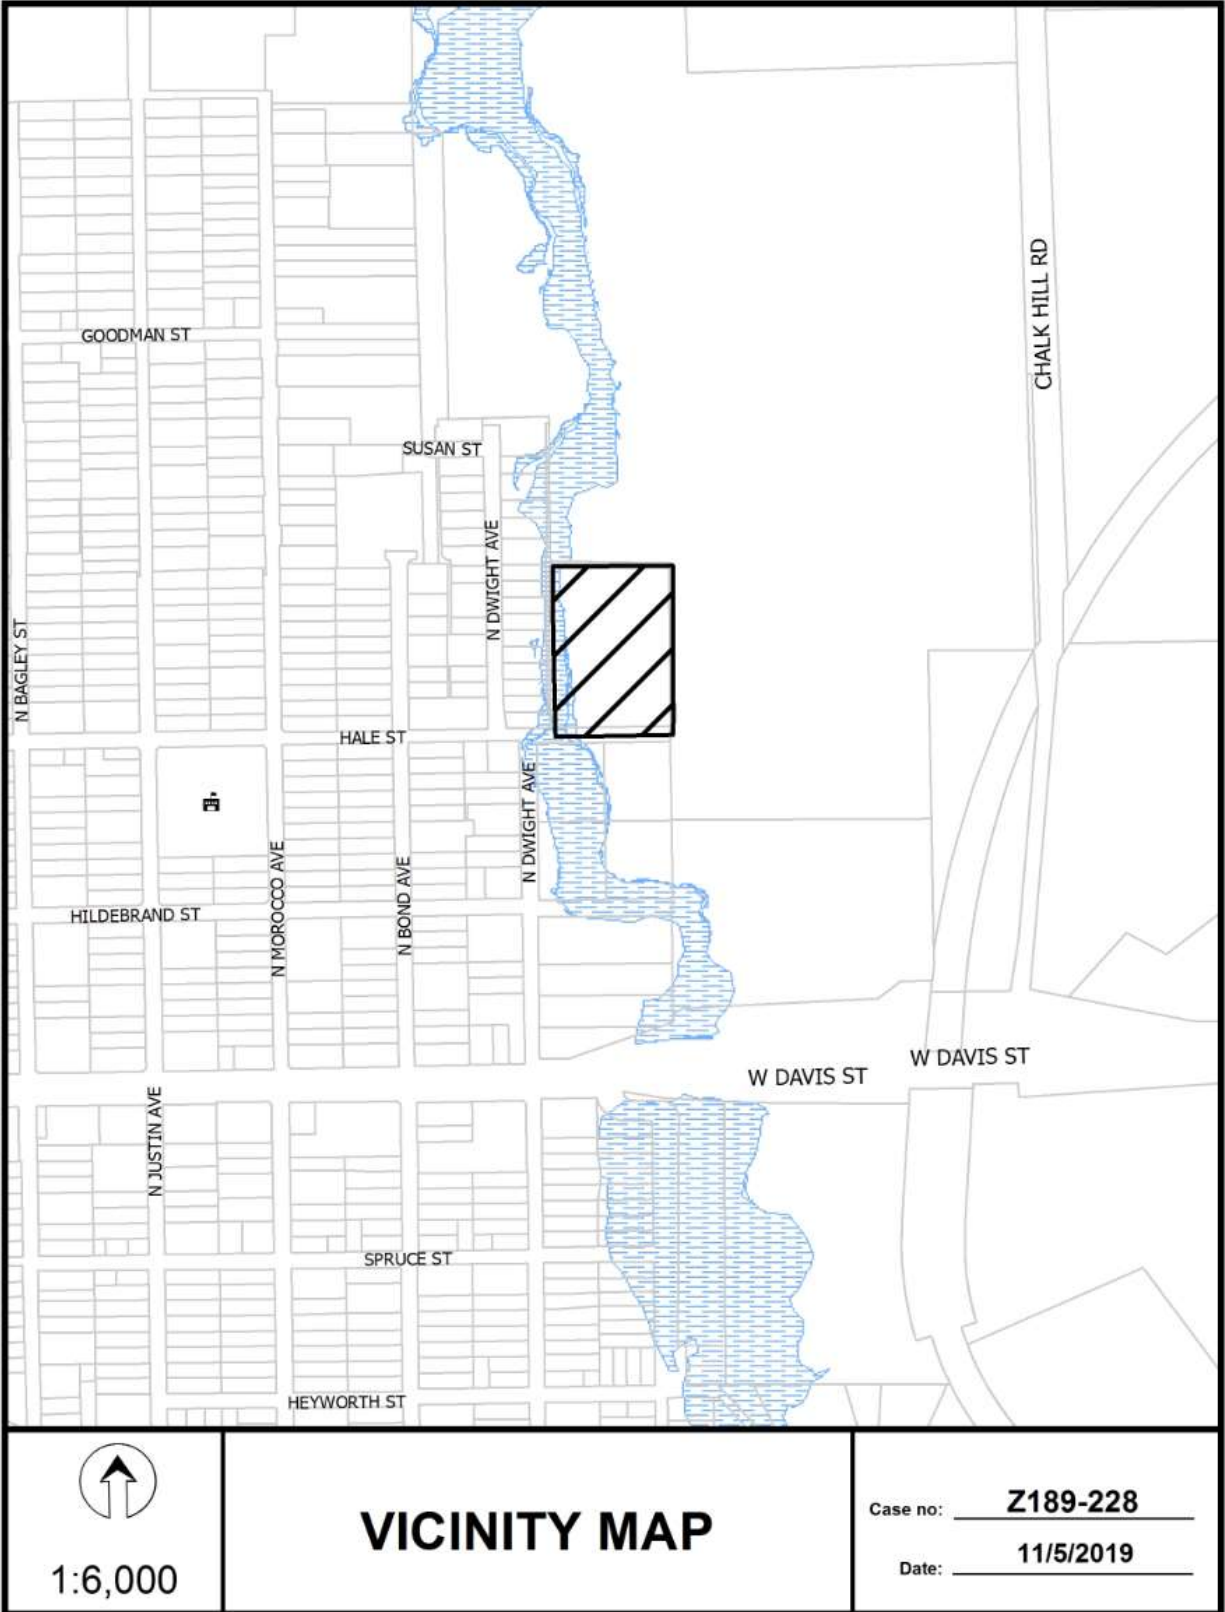 CHALK HILL RD
GOODMAN ST
SUSAN ST
N DWIGHT AVE
N BAGLEY ST
HALE ST
N DWIGHT AVE
N MOROCCO AVE
N BOND AVE
HILDEBRAND ST
W DAVIS ST
W DAVIS ST
N JUSTIN AVE
SPRUCE ST
HEYWORTH ST
1:6,000
VICINITY MAP
Case no: Z189-228
Date: 11/5/2019